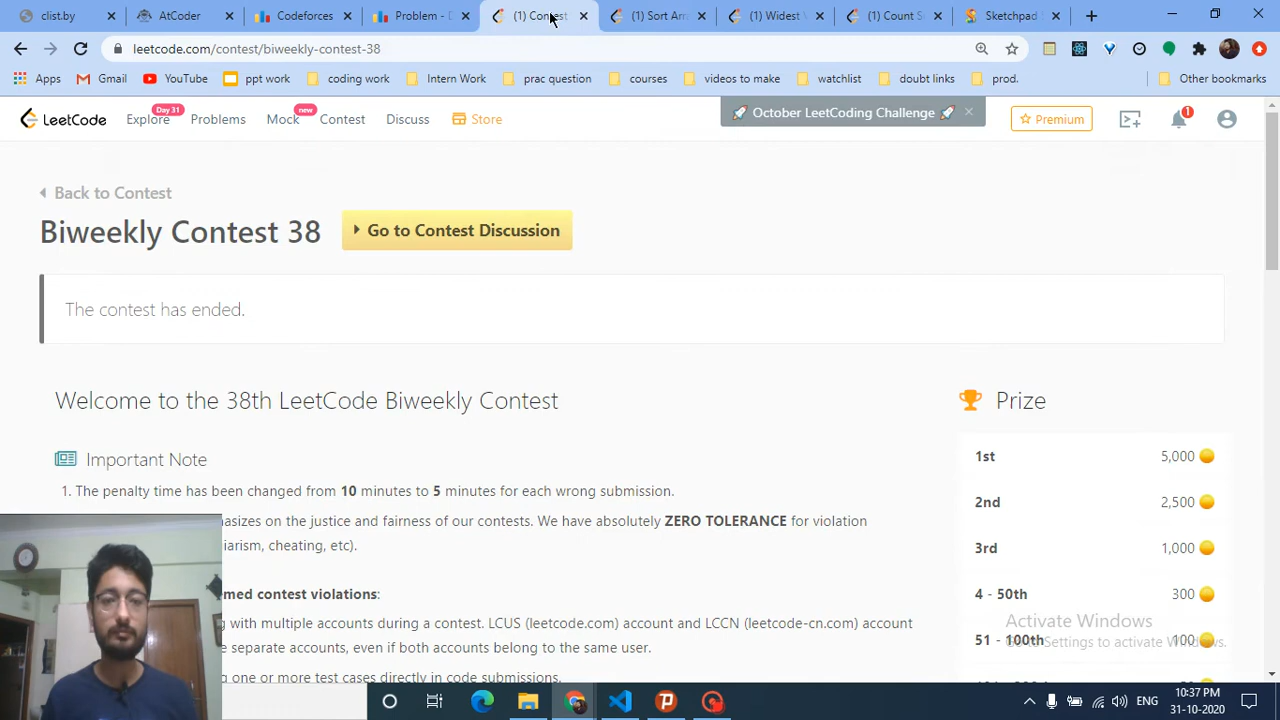 clist.by
AtCoder
Codeforces
Problem - D
(1) Contest
(1) Sort Arr
(1) Widest V
(1) Count S
Sketchpad
leetcode.com/contest/biweekly-contest-38
Apps
Gmail
YouTube
ppt work
coding work
Intern Work
prac question
courses
videos to make
watchlist
doubt links
prod.
Other bookmarks
LeetCode
Explore
Day 31
Problems
Mock
new
Contest
Discuss
Store
October LeetCoding Challenge
Premium
1
Back to Contest
Biweekly Contest 38
Go to Contest Discussion
The contest has ended.
Welcome to the 38th LeetCode Biweekly Contest
Important Note
1. The penalty time has been changed from 10 minutes to 5 minutes for each wrong submission.
hasizes on the justice and fairness of our contests. We have absolutely ZERO TOLERANCE for violation
iarism, cheating, etc).
med contest violations:
g with multiple accounts during a contest. LCUS (leetcode.com) account and LCCN (leetcode-cn.com) account
e separate accounts, even if both accounts belong to the same user.
ng one or more test cases directly in code submissions.
Prize
1st 5,000
2nd 2,500
3rd 1,000
4 - 50th 300
51 - 100th 100
Activate Windows
Go to Settings to activate Windows.
ENG
10:37 PM
31-10-2020